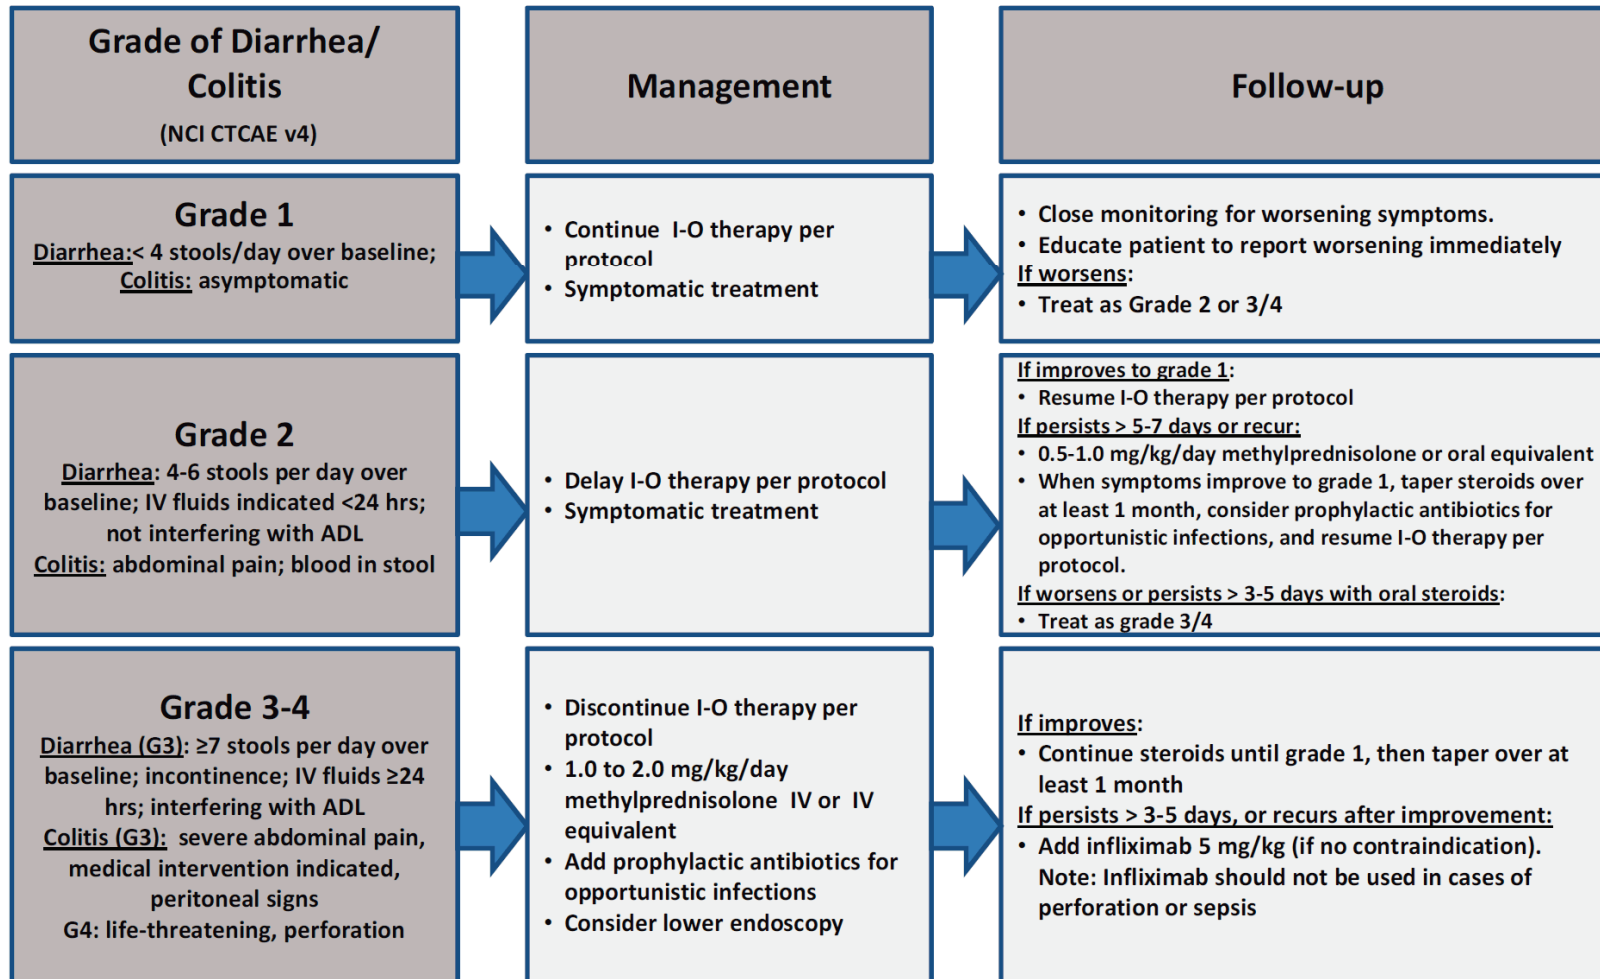 Grade of Diarrhea/
Colitis
(NCI CTCAE v4)
Management
Follow-up
Grade 1
Diarrhea:< 4 stools/day over baseline;
Colitis: asymptomatic
• Continue I-O therapy per
protocol
• Symptomatic treatment
• Close monitoring for worsening symptoms.
• Educate patient to report worsening immediately
If worsens:
• Treat as Grade 2 or 3/4
Grade 2
Diarrhea: 4-6 stools per day over
baseline; IV fluids indicated <24 hrs;
not interfering with ADL
Colitis: abdominal pain; blood in stool
• Delay I-O therapy per protocol
• Symptomatic treatment
If improves to grade 1:
• Resume I-O therapy per protocol
If persists > 5-7 days or recur:
• 0.5-1.0 mg/kg/day methylprednisolone or oral equivalent
• When symptoms improve to grade 1, taper steroids over
at least 1 month, consider prophylactic antibiotics for
opportunistic infections, and resume I-O therapy per
protocol.
If worsens or persists > 3-5 days with oral steroids:
• Treat as grade 3/4
Grade 3-4
Diarrhea (G3): ≥7 stools per day over
baseline; incontinence; IV fluids ≥24
hrs; interfering with ADL
Colitis (G3): severe abdominal pain,
medical intervention indicated,
peritoneal signs
G4: life-threatening, perforation
• Discontinue I-O therapy per
protocol
• 1.0 to 2.0 mg/kg/day
methylprednisolone IV or IV
equivalent
• Add prophylactic antibiotics for
opportunistic infections
• Consider lower endoscopy
If improves:
• Continue steroids until grade 1, then taper over at
least 1 month
If persists > 3-5 days, or recurs after improvement:
• Add infliximab 5 mg/kg (if no contraindication).
Note: Infliximab should not be used in cases of
perforation or sepsis